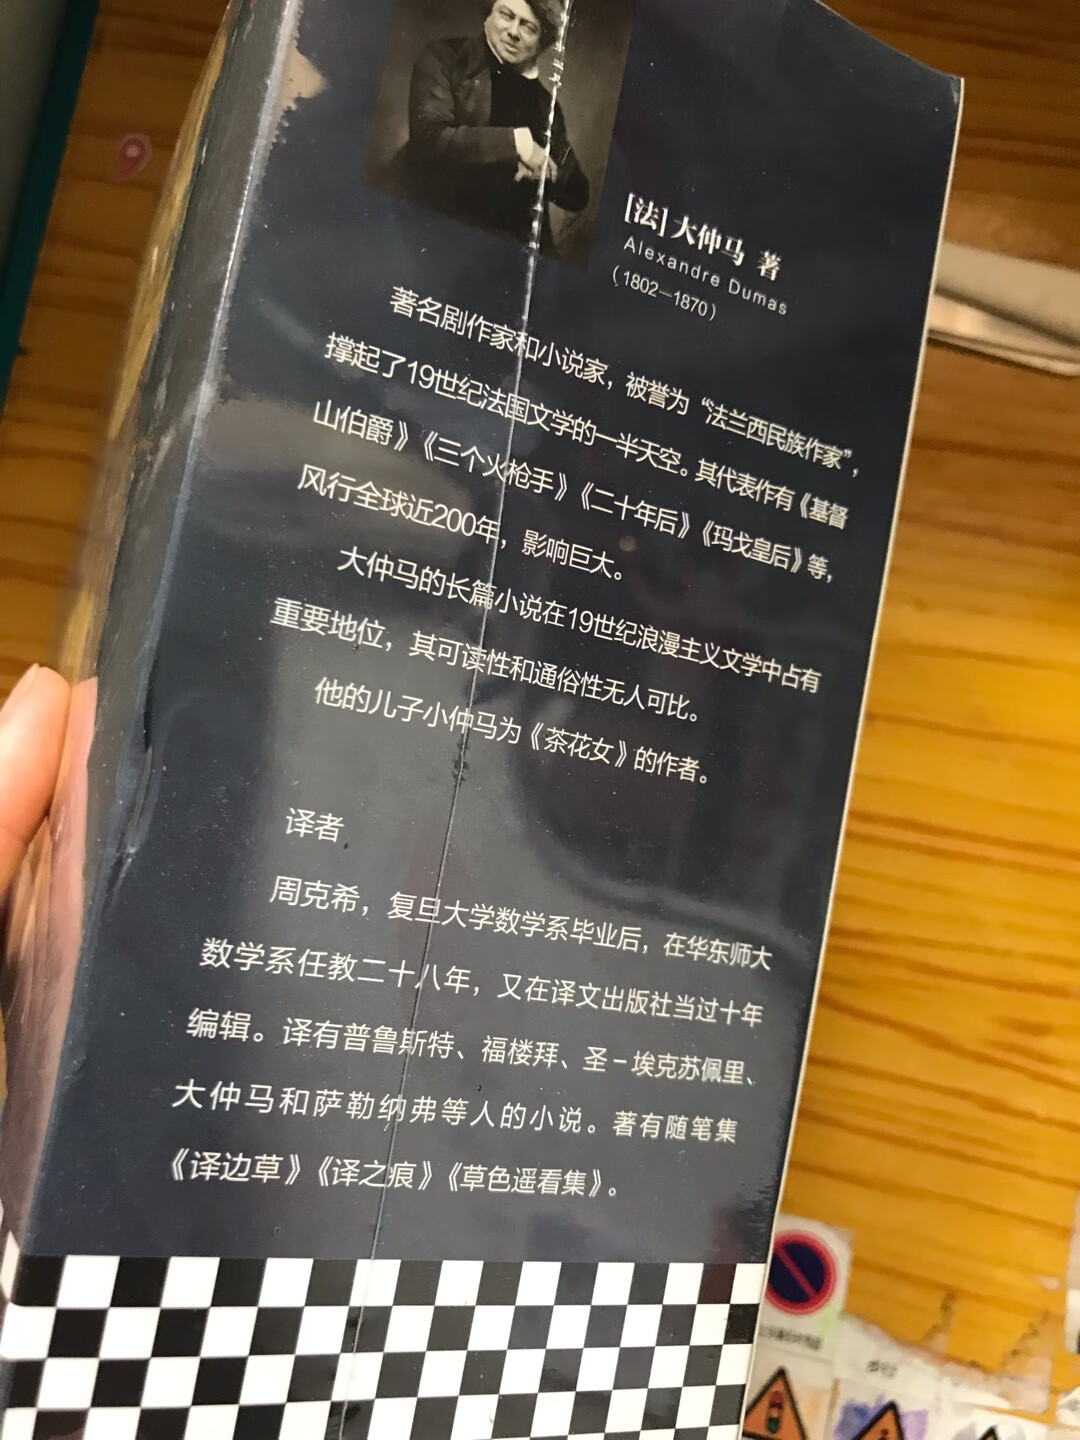 [法]大仲马 著
Alexandre Dumas
(1802—1870)
著名剧作家和小说家，被誉为“法兰西民族作家”，
撑起了19世纪法国文学的一半天空。其代表作有《基督
山伯爵》《三个火枪手》《二十年后》《玛戈皇后》等，
风行全球近200年，影响巨大。
大仲马的长篇小说在19世纪浪漫主义文学中占有
重要地位，其可读性和通俗性无人可比。
他的儿子小仲马为《茶花女》的作者。
译者
周克希，复旦大学数学系毕业后，在华东师大
数学系任教二十八年，又在译文出版社当过十年
编辑。译有普鲁斯特、福楼拜、圣－埃克苏佩里、
大仲马和萨勒纳弗等人的小说。著有随笔集
《译边草》《译之痕》《草色遥看集》。